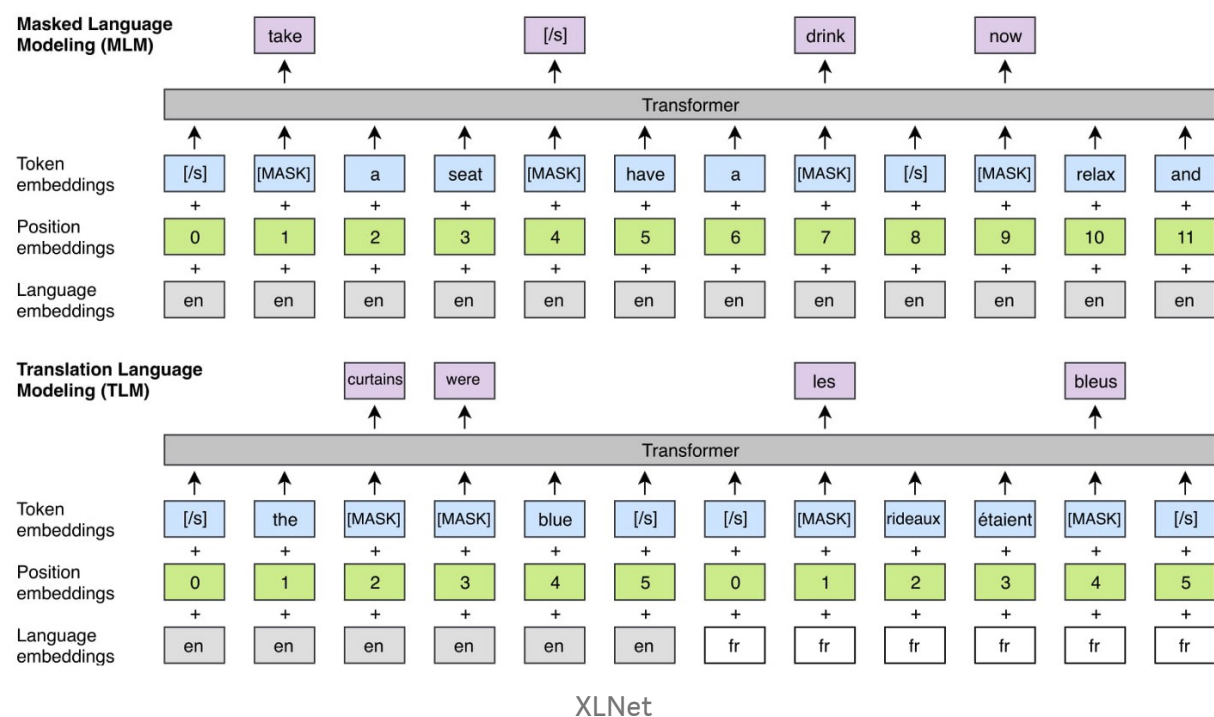 Masked Language
Modeling (MLM)
take [/s] drink now
Transformer
Token
embeddings
[/s] [MASK] a seat [MASK] have a [MASK] [/s] [MASK] relax and
+ + + + + + + + + + + +
Position
embeddings
0 1 2 3 4 5 6 7 8 9 10 11
+ + + + + + + + + + + +
Language
embeddings
en en en en en en en en en en en en
Translation Language
Modeling (TLM)
curtains were les bleus
Transformer
Token
embeddings
[/s] the [MASK] [MASK] blue [/s] [/s] [MASK] rideaux étaient [MASK] [/s]
+ + + + + + + + + + + +
Position
embeddings
0 1 2 3 4 5 0 1 2 3 4 5
+ + + + + + + + + + + +
Language
embeddings
en en en en en en fr fr fr fr fr fr
XLNet